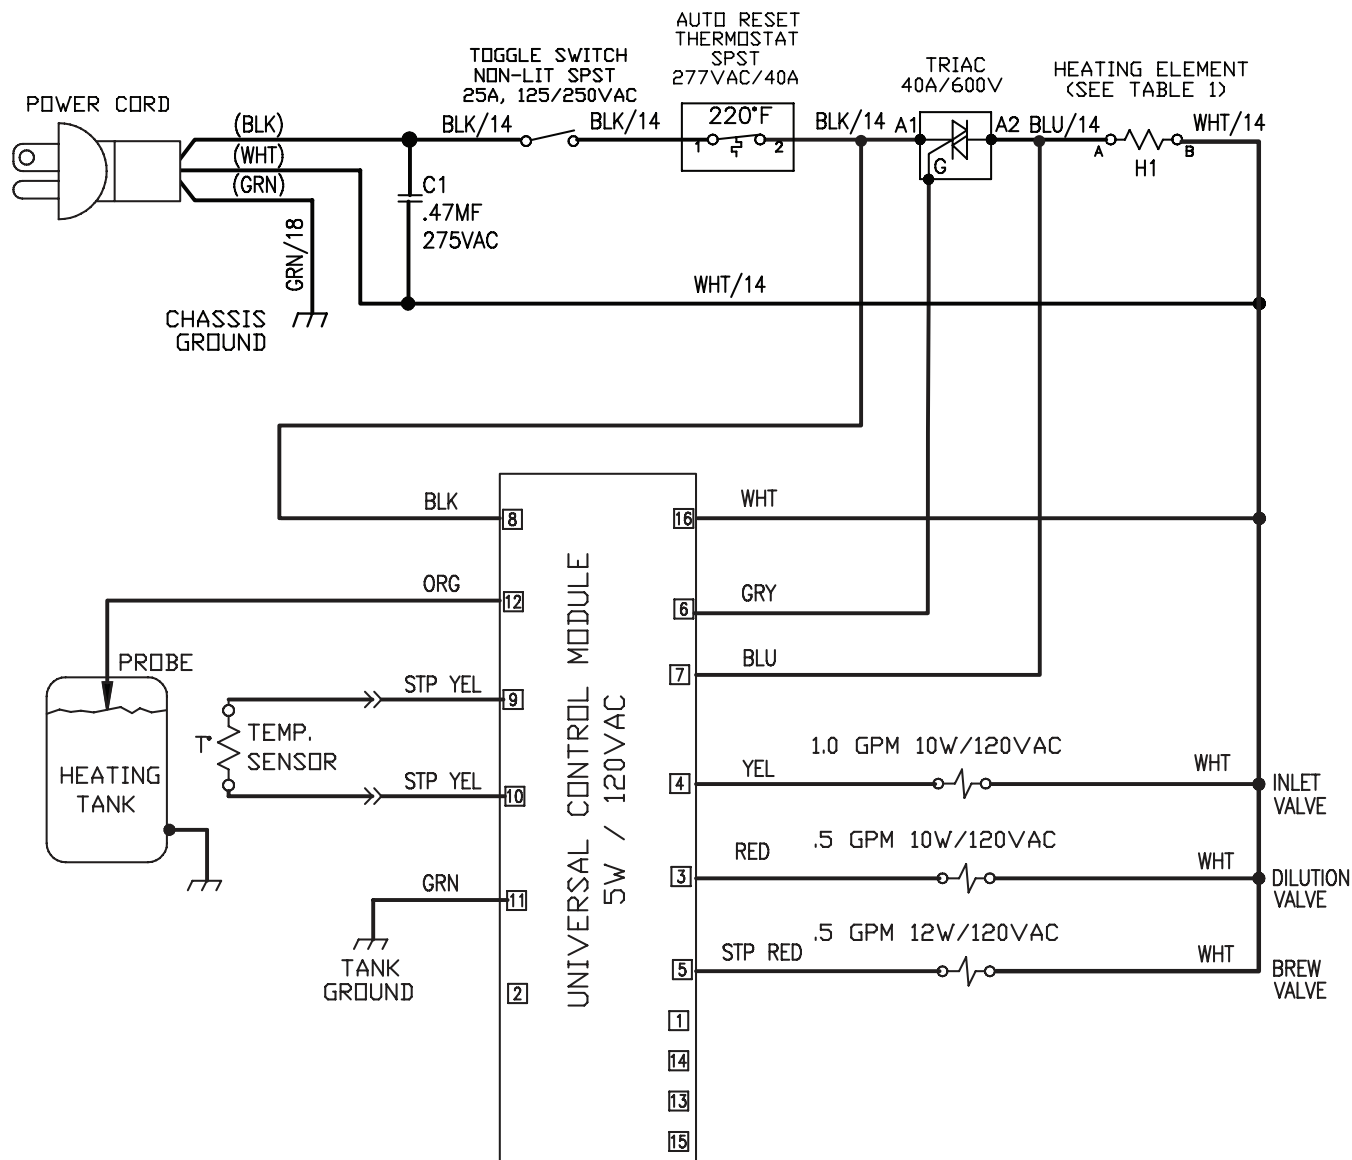 AUTO RESET
THERMOSTAT
SPST
277VAC/40A
TOGGLE SWITCH
NON-LIT SPST
25A, 125/250VAC
TRIAC
40A/600V
HEATING ELEMENT
(SEE TABLE 1)
POWER CORD
(BLK)
BLK/14
BLK/14
220°F
1
2
BLK/14
A1
A2
G
BLU/14
A
B
H1
WHT/14
(WHT)
(GRN)
GRN/18
C1
.47MF
275VAC
WHT/14
CHASSIS
GROUND
BLK
8
16
WHT
ORG
12
6
GRY
PROBE
7
BLU
STP YEL
9
T°
TEMP.
SENSOR
STP YEL
10
HEATING
TANK
UNIVERSAL CONTROL MODULE
5W / 120VAC
4
YEL
1.0 GPM 10W/120VAC
WHT
INLET
VALVE
3
RED
.5 GPM 10W/120VAC
WHT
DILUTION
VALVE
GRN
11
TANK
GROUND
5
STP RED
.5 GPM 12W/120VAC
WHT
BREW
VALVE
2
1
14
13
15